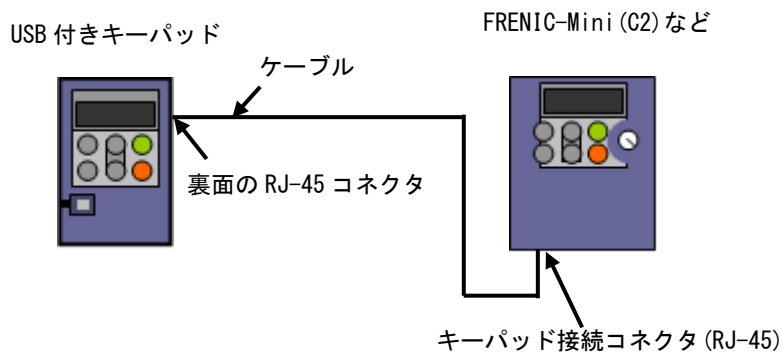 USB 付きキーパッド
FRENIC-Mini(C2)など
ケーブル
裏面の RJ-45 コネクタ
キーパッド接続コネクタ(RJ-45)